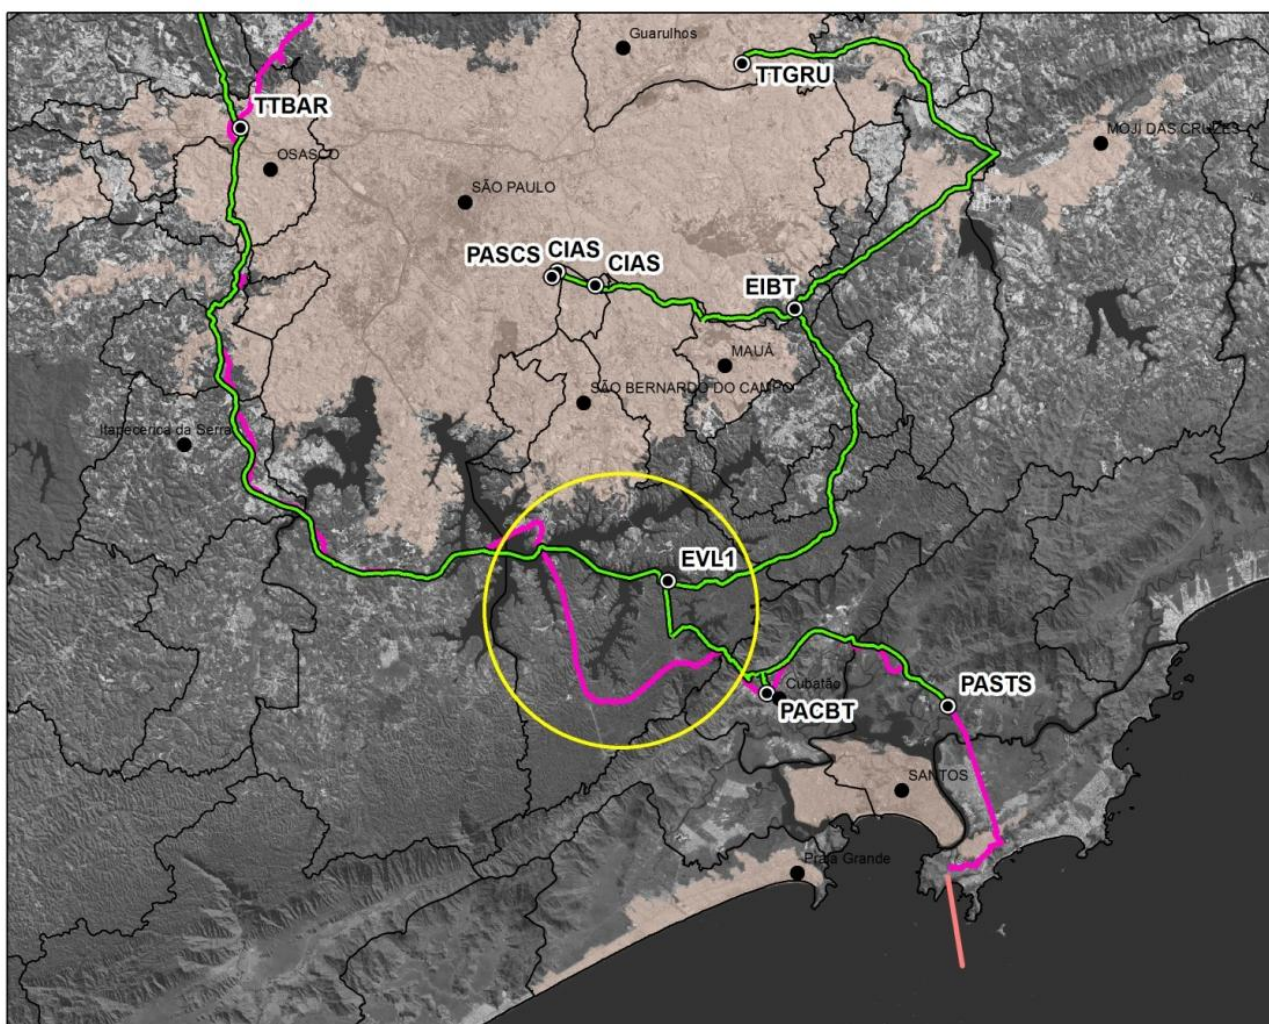 Guarulhos
TTGRU
TTBAR
MOJI DAS CRUZES
OSASCO
SÃO PAULO
PASCS
CIAS
CIAS
EIBT
MAUÁ
SÃO BERNARDO DO CAMPO
Itapecerica da Serra
EVL1
Cubatão
PASTS
PACBT
SANTOS
Praia Grande